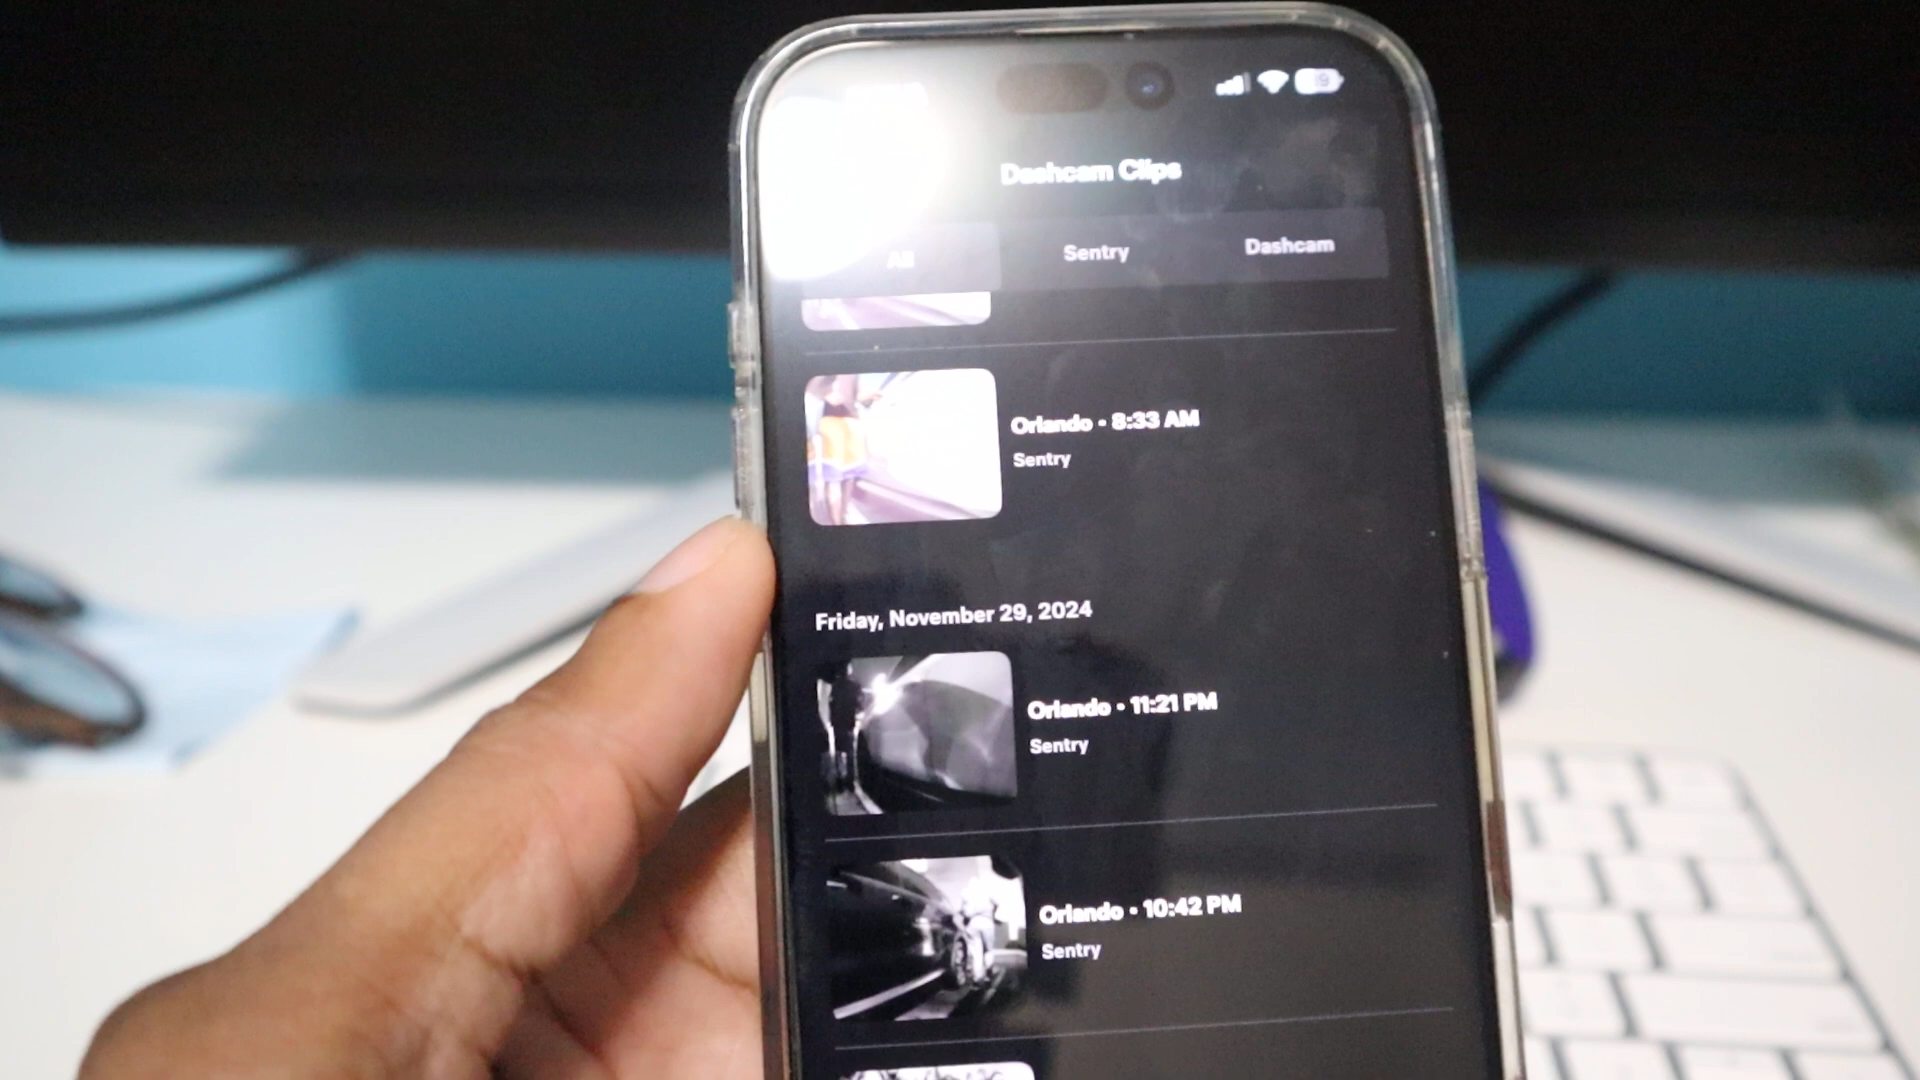 Dashcam Clips
All
Sentry
Dashcam
Orlando • 8:33 AM
Sentry
Friday, November 29, 2024
Orlando • 11:21 PM
Sentry
Orlando • 10:42 PM
Sentry